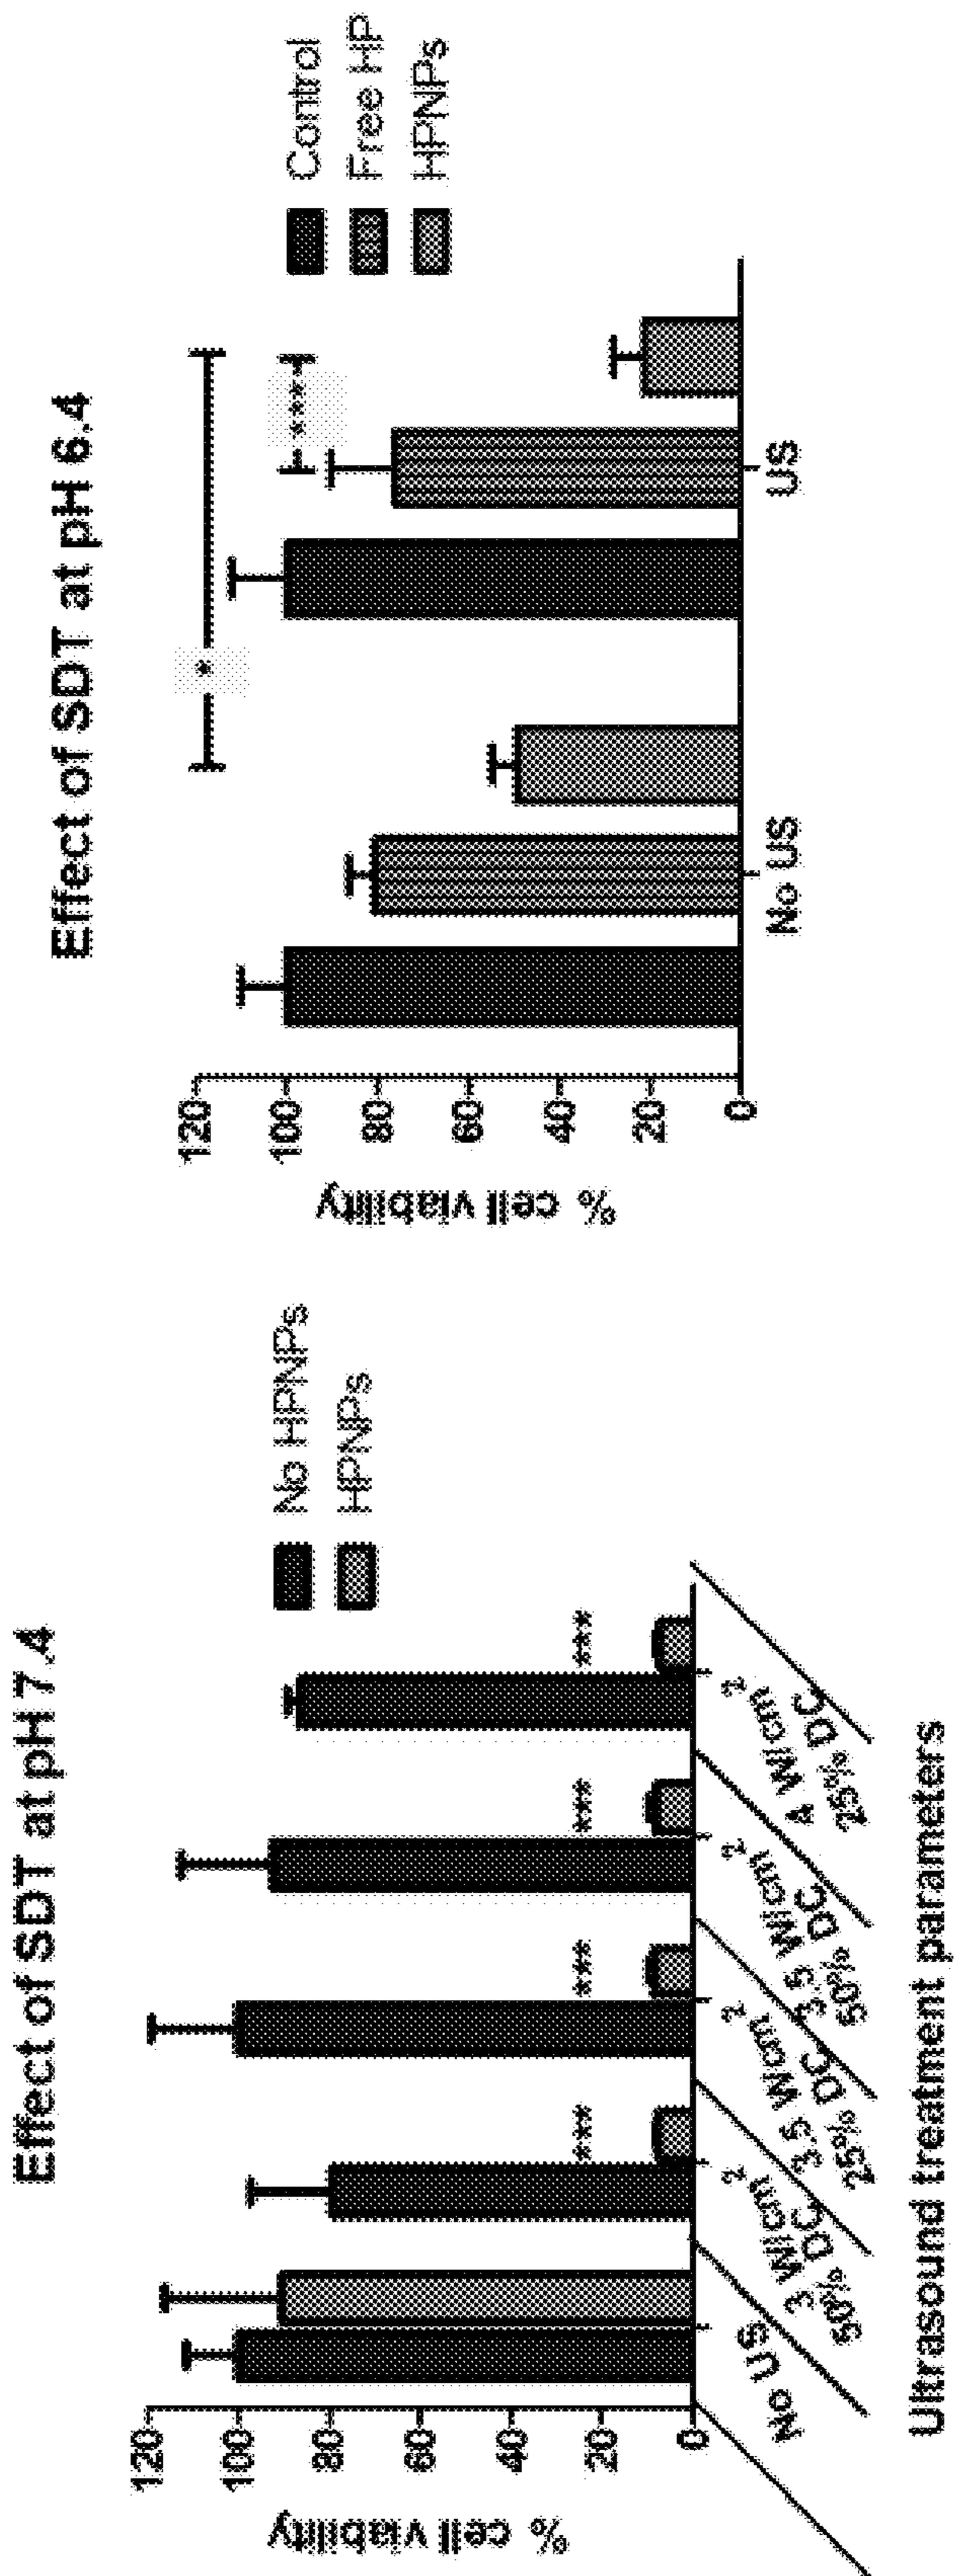 Effect of SDT at pH 7.4
% cell viability
120
100
80
60
40
20
0
No HPNPs
HPNPs
***
***
***
***
No US
3 W/cm²
50% DC
3.5 W/cm²
25% DC
3.5 W/cm²
50% DC
4 W/cm²
25% DC
Ultrasound treatment parameters
Effect of SDT at pH 6.4
% cell viability
120
100
80
60
40
20
0
Control
Free HP
HPNPs
*
No US
US